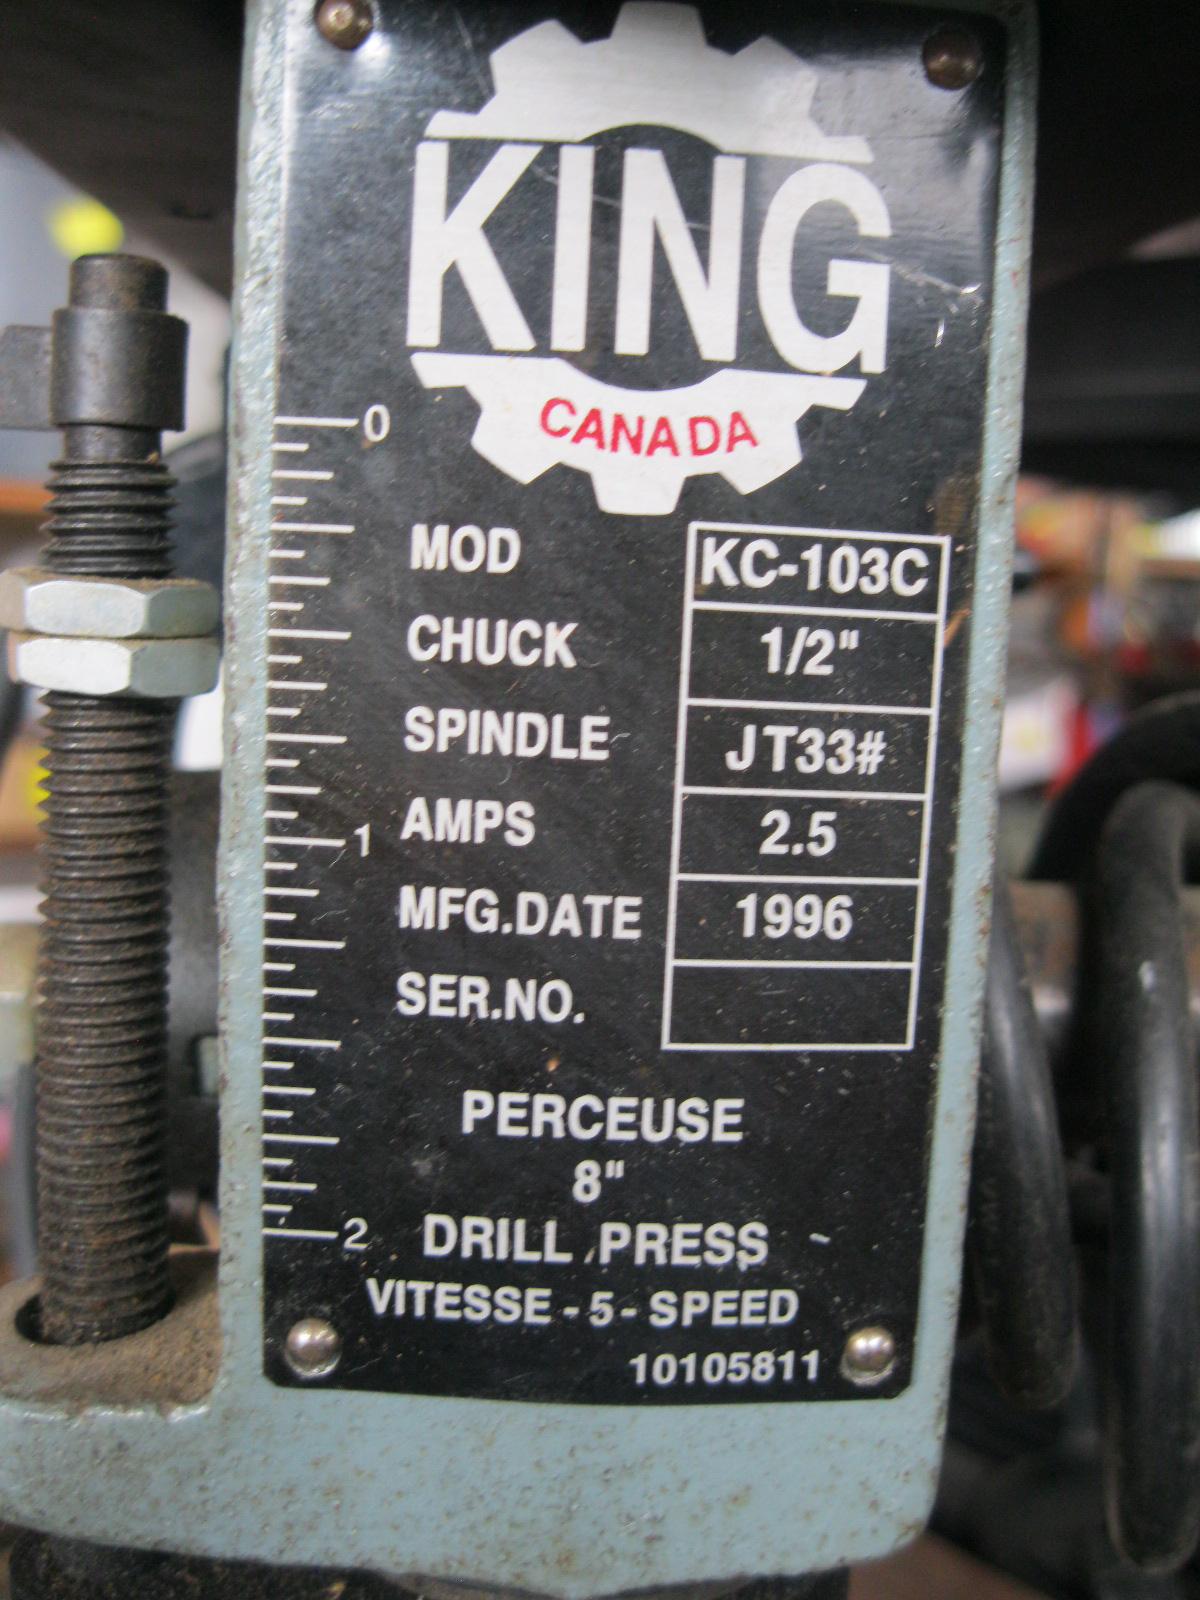 KING
CANADA
0
MOD KC-103C
CHUCK 1/2"
SPINDLE JT33#
1
AMPS 2.5
MFG.DATE 1996
SER.NO.
PERCEUSE
8"
2
DRILL PRESS
VITESSE - 5 - SPEED
10105811